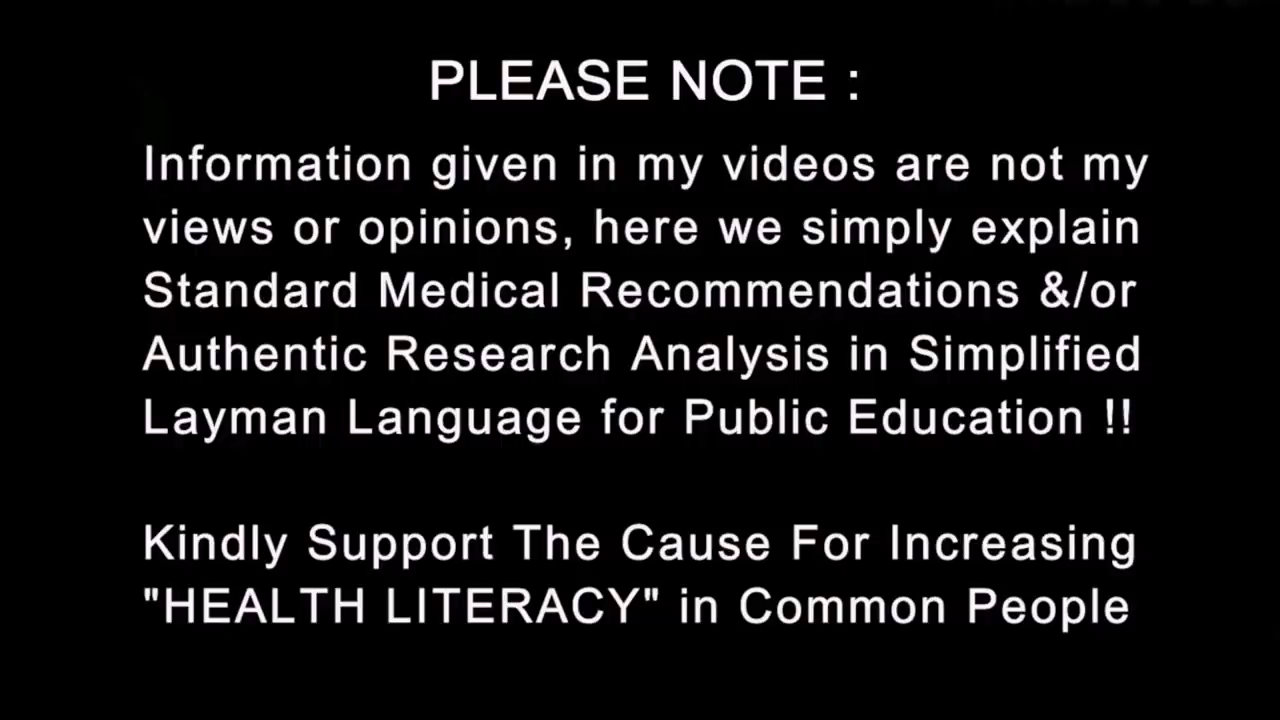 PLEASE NOTE :
Information given in my videos are not my
views or opinions, here we simply explain
Standard Medical Recommendations &/or
Authentic Research Analysis in Simplified
Layman Language for Public Education !!
Kindly Support The Cause For Increasing
"HEALTH LITERACY" in Common People